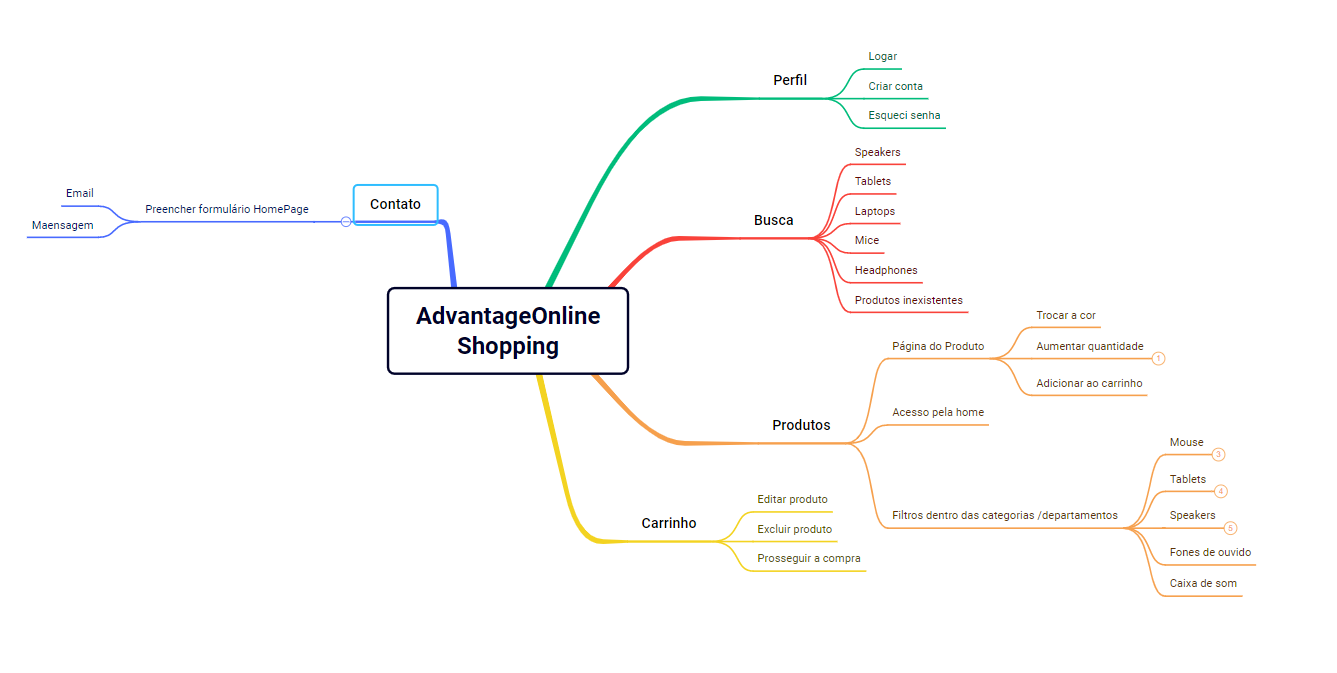 AdvantageOnline
Shopping
Contato
Preencher formulário HomePage
Email
Maensagem
Perfil
Logar
Criar conta
Esqueci senha
Busca
Speakers
Tablets
Laptops
Mice
Headphones
Produtos inexistentes
Produtos
Página do Produto
Trocar a cor
Aumentar quantidade
1
Adicionar ao carrinho
Acesso pela home
Filtros dentro das categorias /departamentos
Mouse
3
Tablets
4
Speakers
5
Fones de ouvido
Caixa de som
Carrinho
Editar produto
Excluir produto
Prosseguir a compra